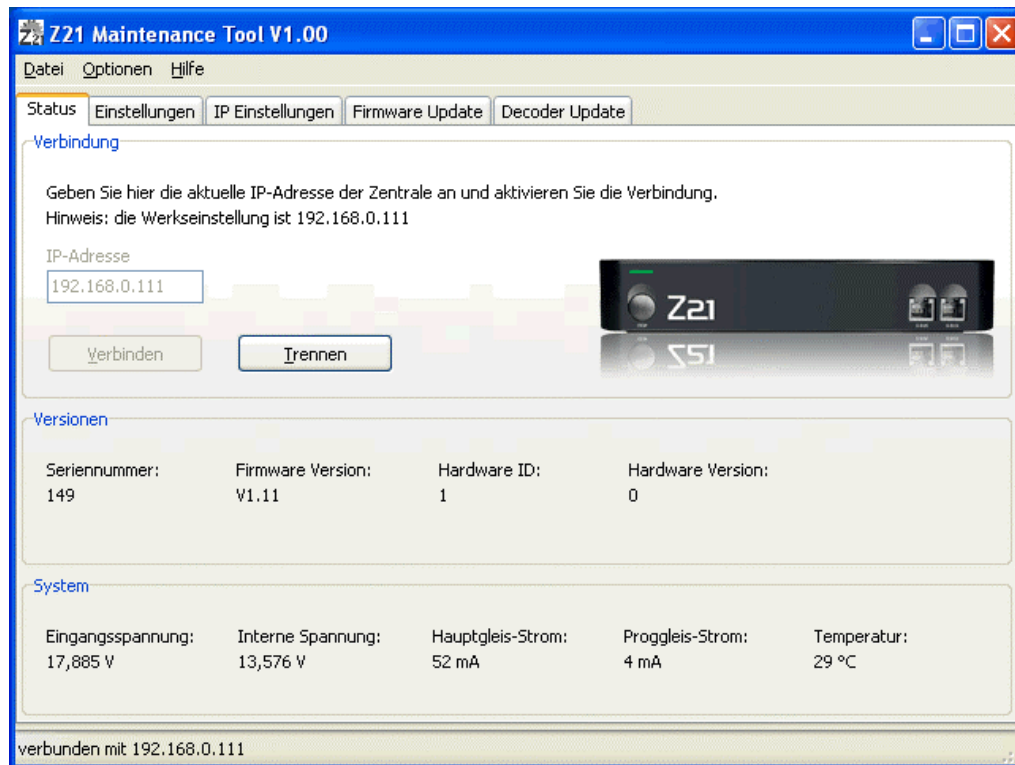 Z21 Maintenance Tool V1.00
Datei Optionen Hilfe
Status Einstellungen IP Einstellungen Firmware Update Decoder Update
Verbindung
Geben Sie hier die aktuelle IP-Adresse der Zentrale an und aktivieren Sie die Verbindung.
Hinweis: die Werkseinstellung ist 192.168.0.111
IP-Adresse
192.168.0.111
Z21
Verbinden Trennen
Versionen
Seriennummer: Firmware Version: Hardware ID: Hardware Version:
149 V1.11 1 0
System
Eingangsspannung: Interne Spannung: Hauptgleis-Strom: Proggleis-Strom: Temperatur:
17,885 V 13,576 V 52 mA 4 mA 29 °C
verbunden mit 192.168.0.111